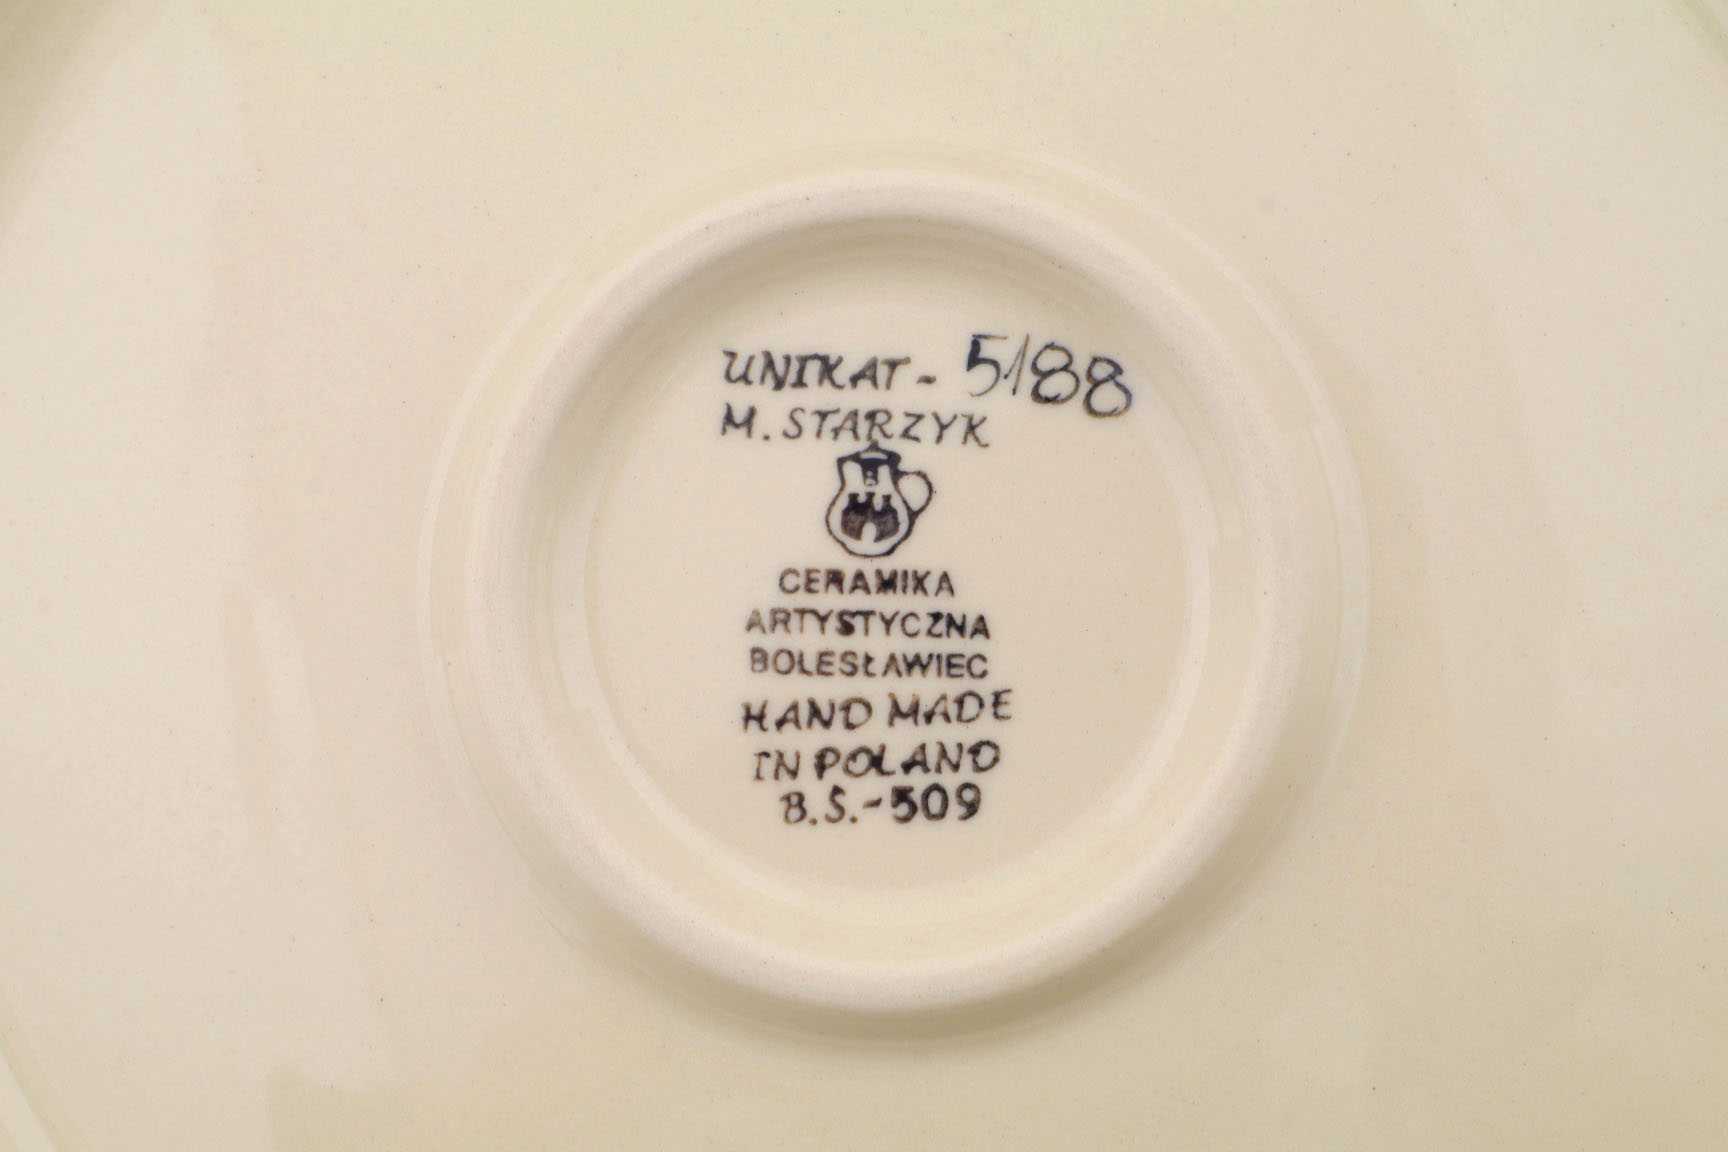 UNIKAT - 5188
M. STARZYK
CERAMIKA
ARTYSTYCZNA
BOLESŁAWIEC
HAND MADE
IN POLAND
B.Ś.-509